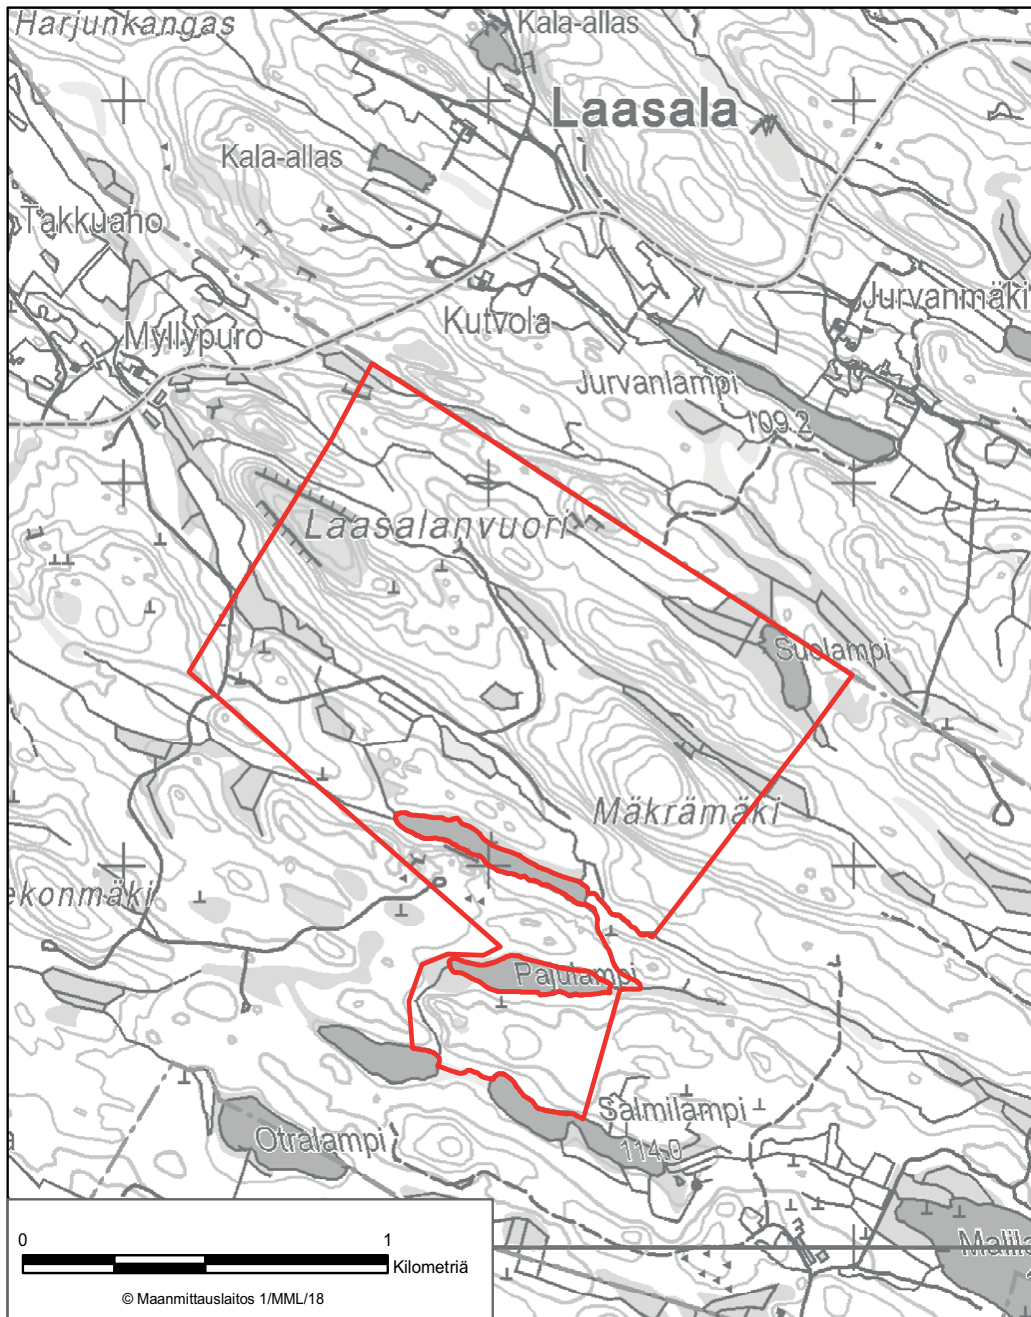 Harjunkangas
Kala-allas
Laasala
Kala-allas
Takkuaho
Jurvanmäki
Kutvola
Myllypuro
Jurvanlampi
109.2
Laasalanvuori
Suolampi
Mäkrämäki
ekonmäki
Pajulampi
Salmilampi
Otralampi
114.0
a
Malila
0 1
Kilometriä
© Maanmittauslaitos 1/MML/18